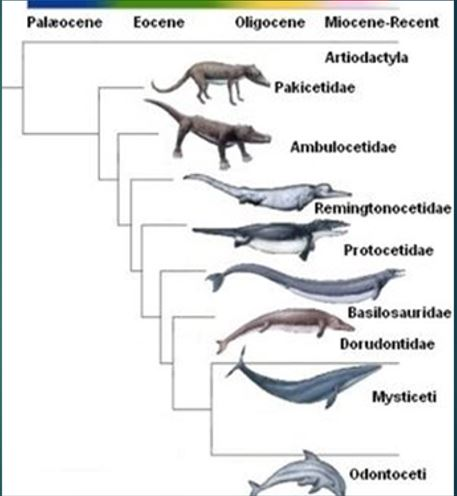 Palæocene Eocene Oligocene Miocene-Recent
Artiodactyla
Pakicetidae
Ambulocetidae
Remingtonocetidae
Protocetidae
Basilosauridae
Dorudontidae
Mysticeti
Odontoceti